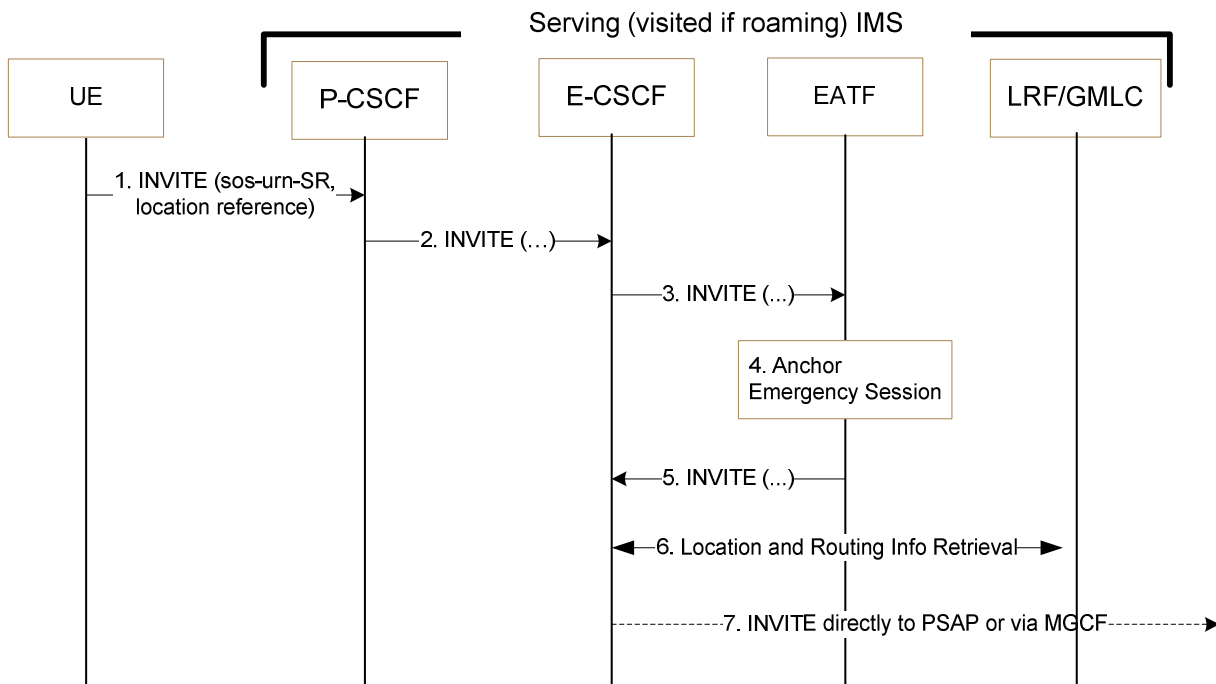 Serving (visited if roaming) IMS
UE
P-CSCF
E-CSCF
EATF
LRF/GMLC
1. INVITE (sos-urn-SR,
location reference)
2. INVITE (…)
3. INVITE (...)
4. Anchor
Emergency Session
5. INVITE (...)
6. Location and Routing Info Retrieval
7. INVITE directly to PSAP or via MGCF